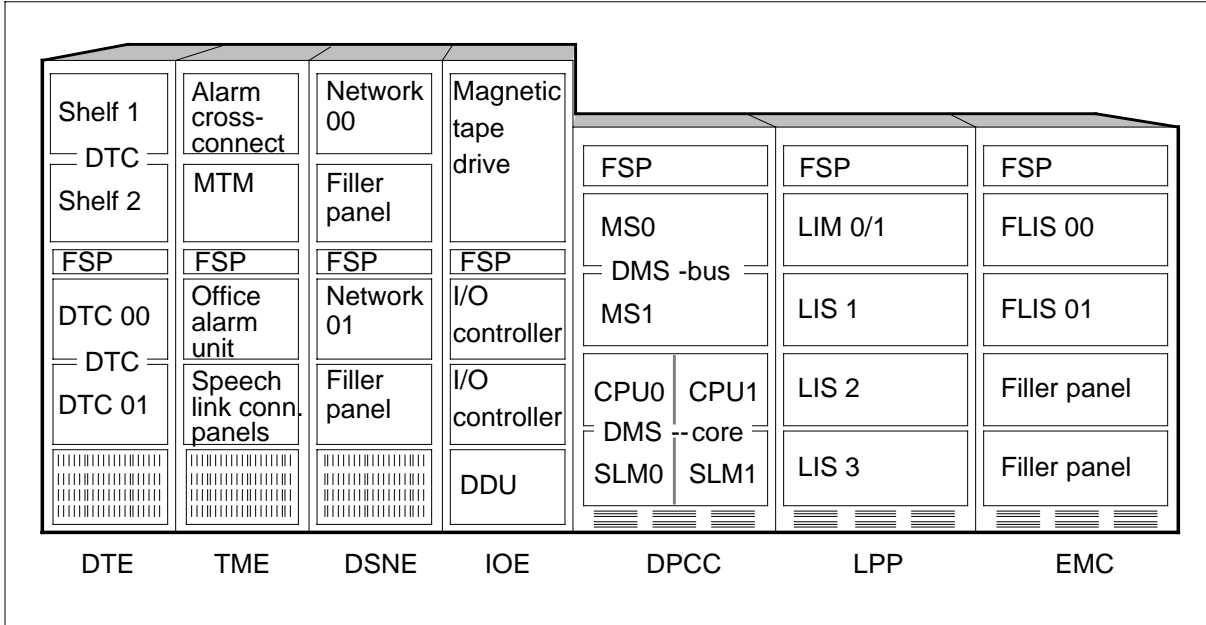 Shelf 1
DTC
Shelf 2
FSP
DTC 00
DTC
DTC 01
DTE
Alarm
cross-
connect
MTM
FSP
Office
alarm
unit
Speech
link conn.
panels
TME
Network
00
Filler
panel
FSP
Network
01
Filler
panel
DSNE
Magnetic
tape
drive
FSP
I/O
controller
I/O
controller
DDU
IOE
FSP
MS0
DMS -bus
MS1
CPU0 CPU1
DMS --core
SLM0 SLM1
DPCC
FSP
LIM 0/1
LIS 1
LIS 2
LIS 3
LPP
FSP
FLIS 00
FLIS 01
Filler panel
Filler panel
EMC